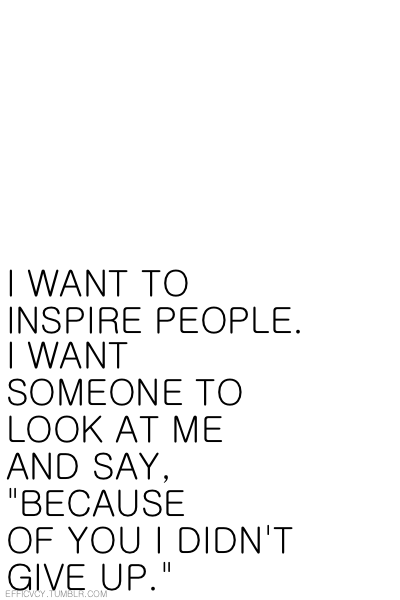 I WANT TO
INSPIRE PEOPLE.
I WANT
SOMEONE TO
LOOK AT ME
AND SAY,
"BECAUSE
OF YOU I DIDN'T
GIVE UP."
EFFICVCY.TUMBLR.COM